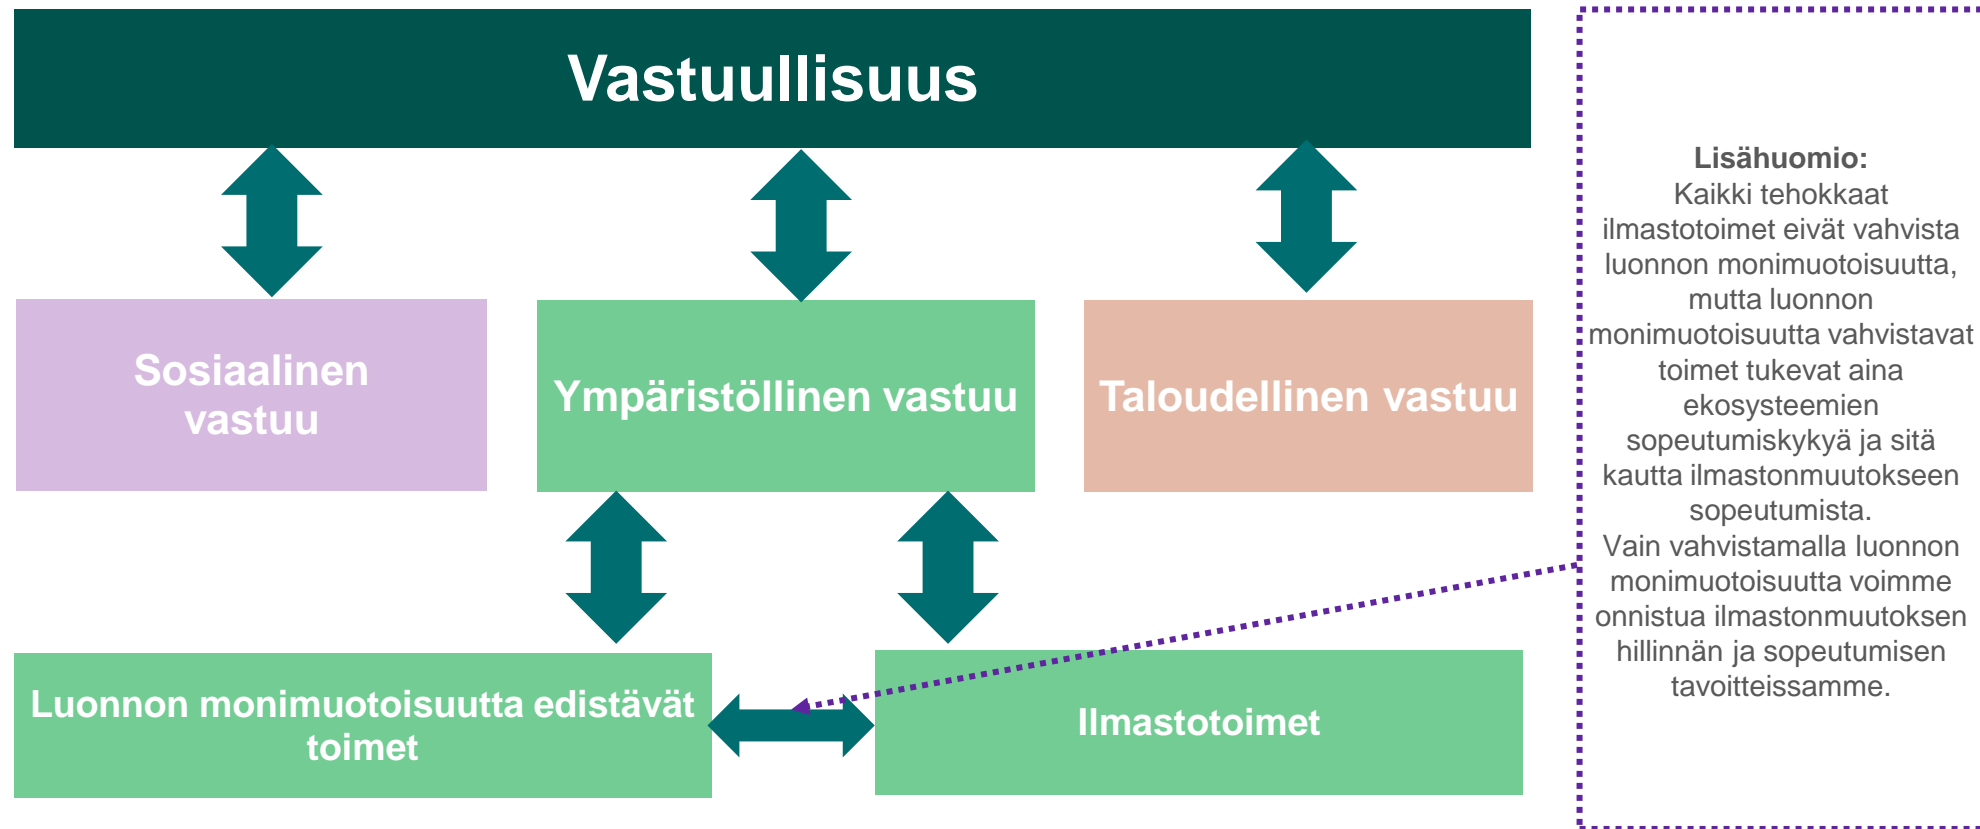 Vastuullisuus
Sosiaalinen
vastuu
Ympäristöllinen vastuu
Taloudellinen vastuu
Luonnon monimuotoisuutta edistävät
toimet
Ilmastotoimet
Lisähuomio:
Kaikki tehokkaat
ilmastotoimet eivät vahvista
luonnon monimuotoisuutta,
mutta luonnon
monimuotoisuutta vahvistavat
toimet tukevat aina
ekosysteemien
sopeutumiskykyä ja sitä
kautta ilmastonmuutokseen
sopeutumista.
Vain vahvistamalla luonnon
monimuotoisuutta voimme
onnistua ilmastonmuutoksen
hillinnän ja sopeutumisen
tavoitteissamme.